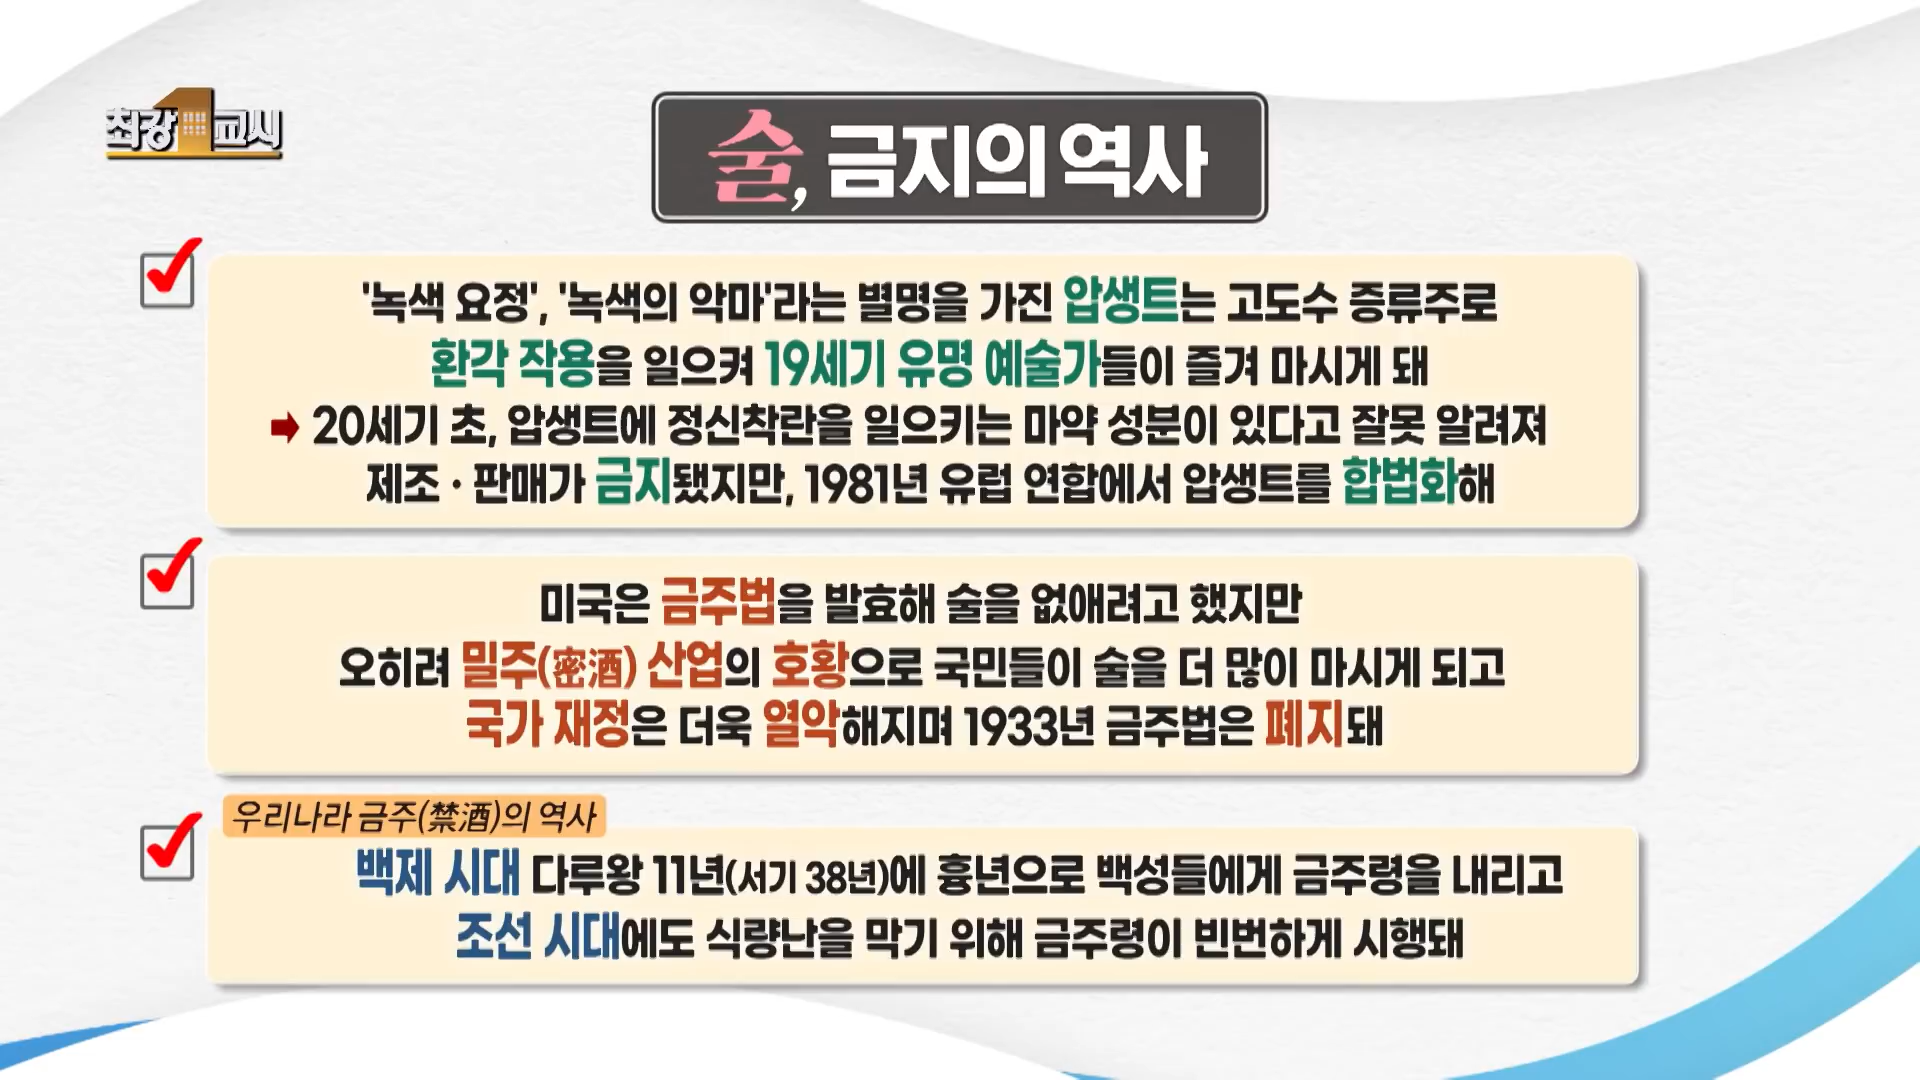 최강1교시
술, 금지의 역사
'녹색 요정', '녹색의 악마'라는 별명을 가진 압생트는 고도수 증류주로
환각 작용을 일으켜 19세기 유명 예술가들이 즐겨 마시게 돼
➡ 20세기 초, 압생트에 정신착란을 일으키는 마약 성분이 있다고 잘못 알려져
제조·판매가 금지됐지만, 1981년 유럽 연합에서 압생트를 합법화해
미국은 금주법을 발효해 술을 없애려고 했지만
오히려 밀주(密酒) 산업의 호황으로 국민들이 술을 더 많이 마시게 되고
국가 재정은 더욱 열악해지며 1933년 금주법은 폐지돼
우리나라 금주(禁酒)의 역사
백제 시대 다루왕 11년(서기 38년)에 흉년으로 백성들에게 금주령을 내리고
조선 시대에도 식량난을 막기 위해 금주령이 빈번하게 시행돼